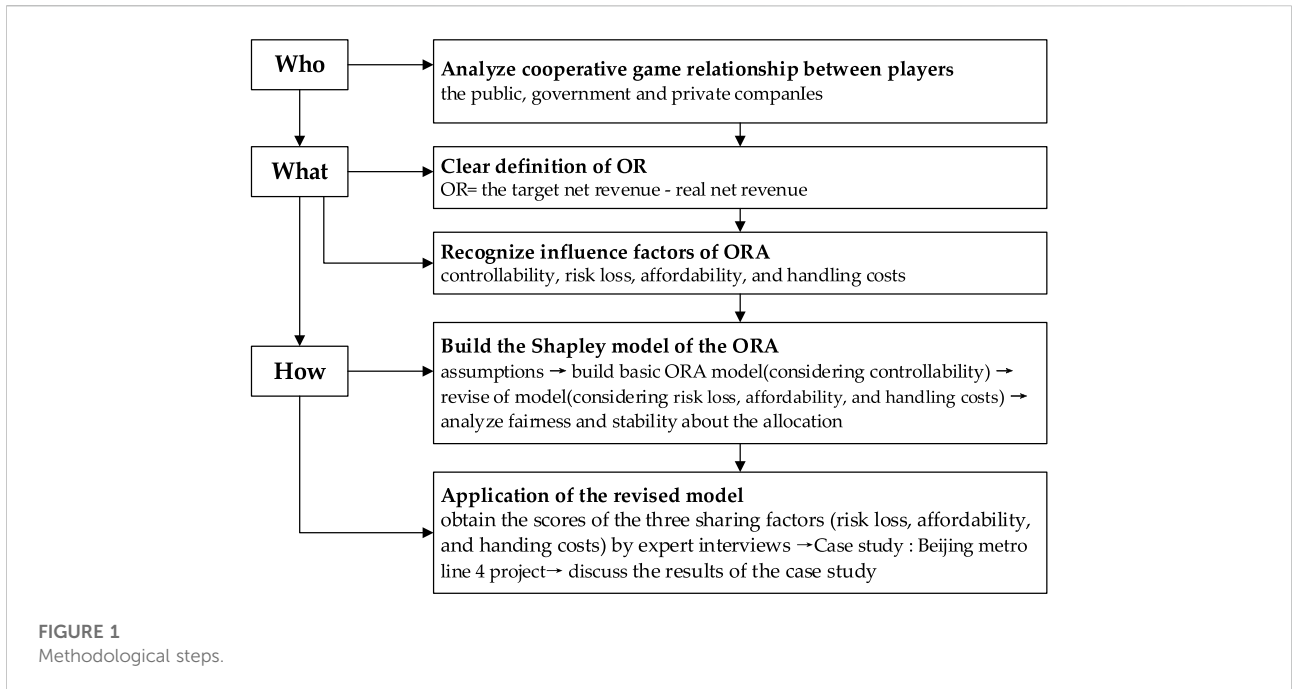 Who
Analyze cooperative game relationship between players
the public, government and private companIes
What
Clear definition of OR
OR= the target net revenue - real net revenue
Recognize influence factors of ORA
controllability, risk loss, affordability, and handling costs
How
Build the Shapley model of the ORA
assumptions → build basic ORA model(considering controllability) →
revise of model(considering risk loss, affordability, and handling costs) →
analyze fairness and stability about the allocation
Application of the revised model
obtain the scores of the three sharing factors (risk loss, affordability,
and handing costs) by expert interviews →Case study : Beijing metro
line 4 project→ discuss the results of the case study
FIGURE 1
Methodological steps.